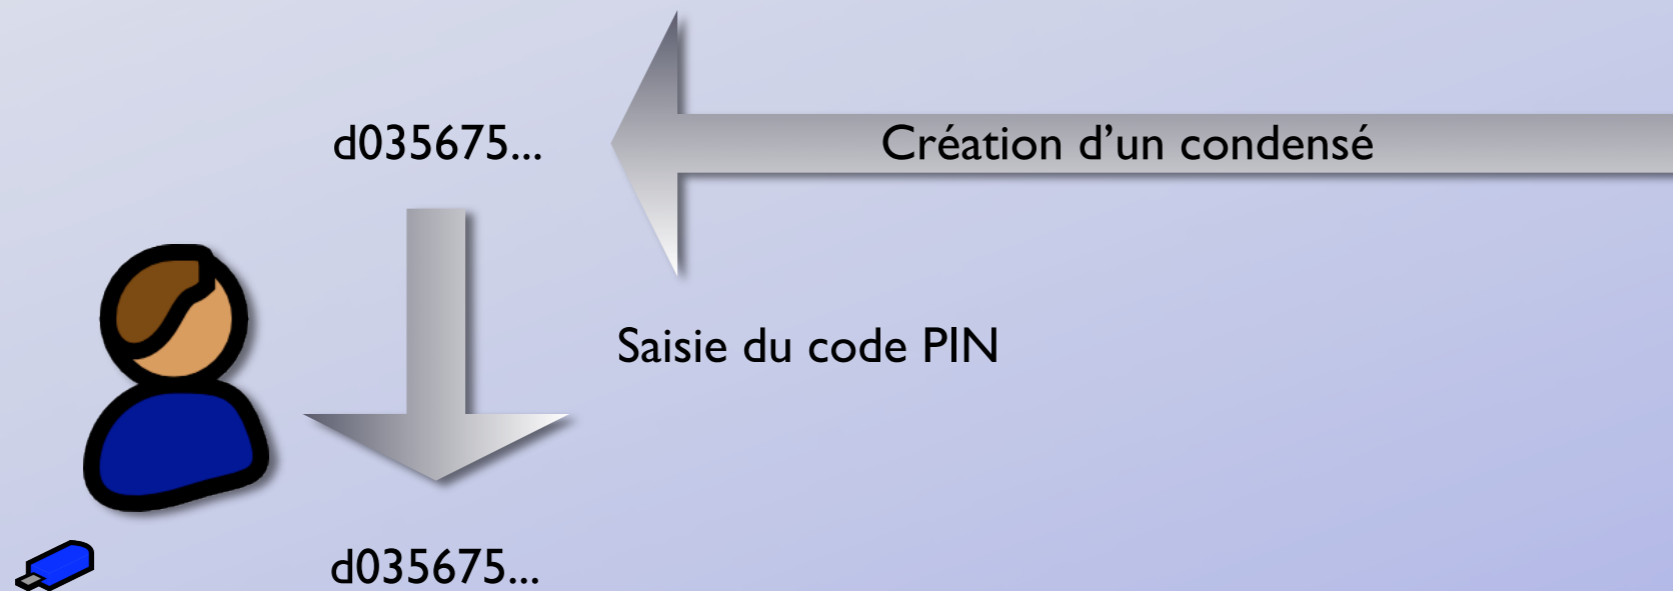 d035675...
Création d’un condensé
Saisie du code PIN
d035675...